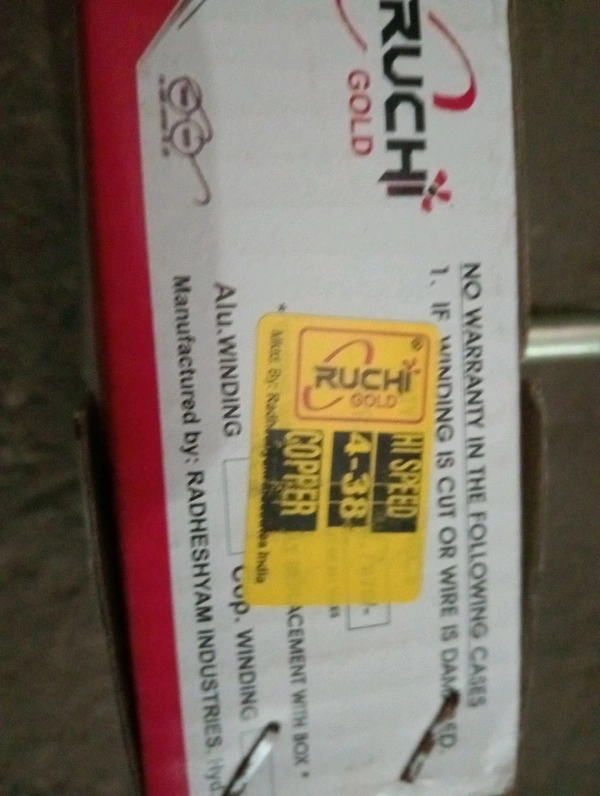 RUCHI
GOLD
NO WARRANTY IN THE FOLLOWING CASES
1. IF WINDING IS CUT OR WIRE IS
RUCHI
GOLD
HI SPEED
4-38
COPPER
India
ACEMENT WITH BOX *
Alu.WINDING
Cop. WINDING
Manufactured by: RADHESHYAM INDUSTRIES, Hyd.